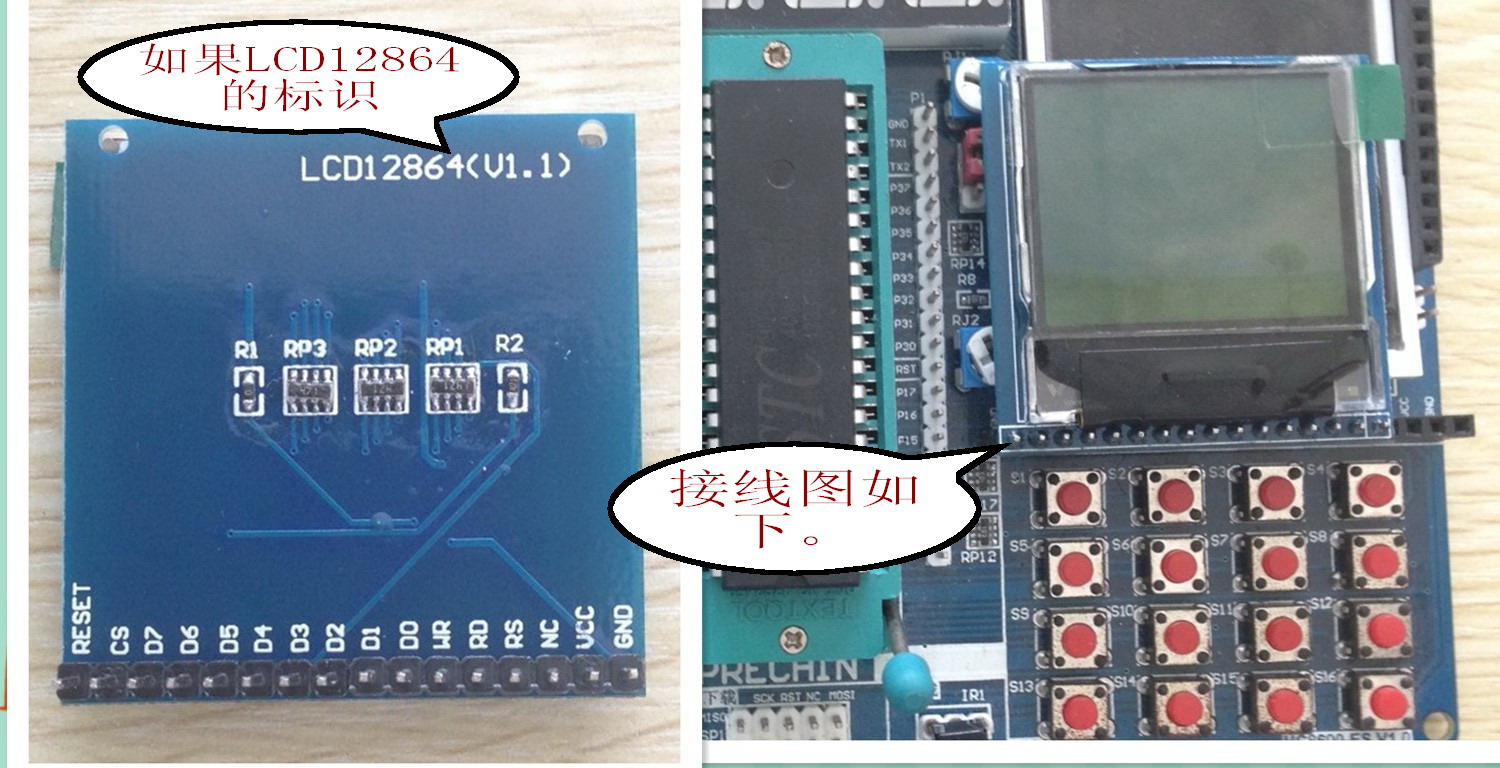 如果LCD12864
的标识
LCD12864(V1.1)
R1
RP3
RP2
RP1
R2
RESET
CS
D7
D6
D5
D4
D3
D2
D1
D0
WR
RD
RS
NC
VCC
GND
P1
GND
TX1
TX2
P37
P36
P35
P34
P33
P32
P31
P30
RST
P17
P16
P15
RP14
R8
RJ2
VCC
GND
接线图如
下。
RP12
S1
S2
S3
S4
S5
S6
S7
S8
S9
S10
S11
S12
S13
S14
S15
S16
TEXTOOL
PRECHIN
SCK RST NC MOSI
MISO
IR1